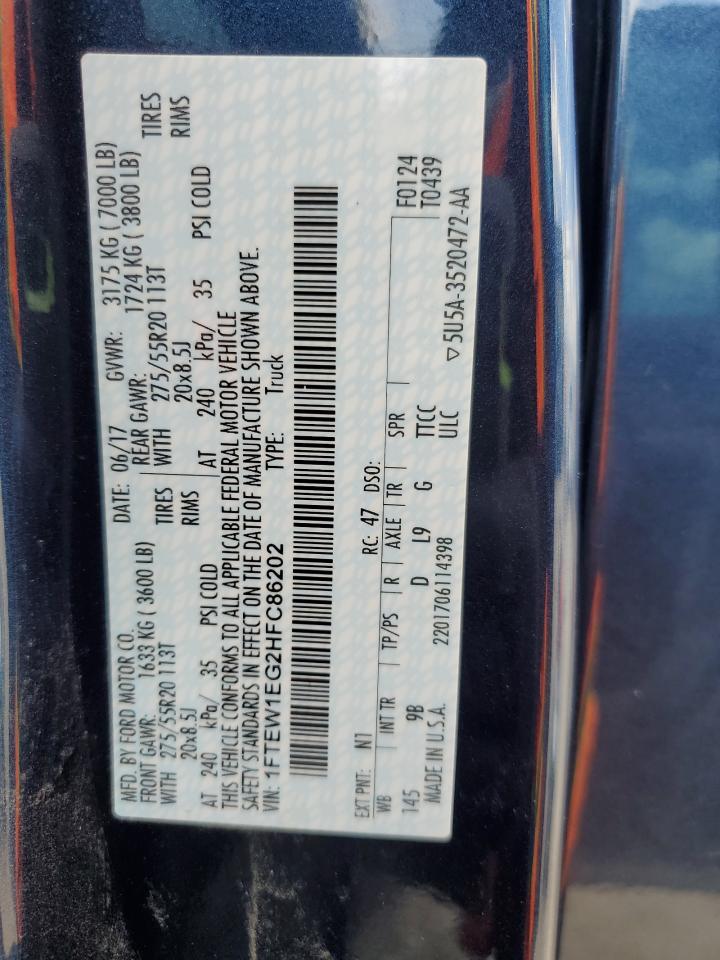 MFD. BY FORD MOTOR CO. DATE: 06/17 GVWR: 3175 KG ( 7000 LB)
FRONT GAWR: 1633 KG ( 3600 LB) REAR GAWR: 1724 KG ( 3800 LB)
WITH 275/55R20 113T TIRES WITH 275/55R20 113T TIRES
20x8.5J RIMS 20x8.5J RIMS
AT 240 kPa/ 35 PSI COLD AT 240 kPa/ 35 PSI COLD
THIS VEHICLE CONFORMS TO ALL APPLICABLE FEDERAL MOTOR VEHICLE
SAFETY STANDARDS IN EFFECT ON THE DATE OF MANUFACTURE SHOWN ABOVE.
VIN: 1FTEW1EG2HFC86202 TYPE: Truck
EXT PNT: N1 RC: 47 DSO:
WB INT TR TP/PS R AXLE TR SPR F0124
145 9B D L9 G TTCC T0439
MADE IN U.S.A. 2201706114398 ULC
▽5U5A-3520472-AA